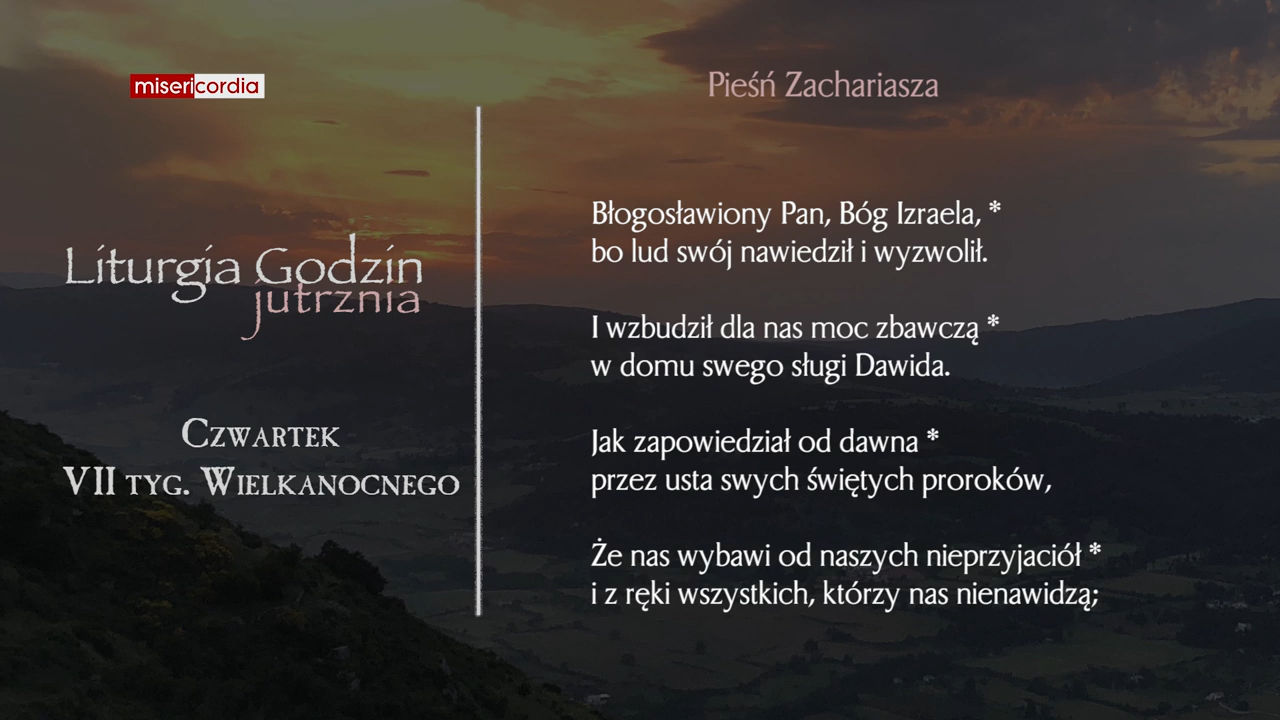 misericordia
Liturgia Godzin
jutrznia
Czwartek
VII tyg. Wielkanocnego
Pieśń Zachariasza
Błogosławiony Pan, Bóg Izraela, *
bo lud swój nawiedził i wyzwolił.
I wzbudził dla nas moc zbawczą *
w domu swego sługi Dawida.
Jak zapowiedział od dawna *
przez usta swych świętych proroków,
Że nas wybawi od naszych nieprzyjaciół *
i z ręki wszystkich, którzy nas nienawidzą;